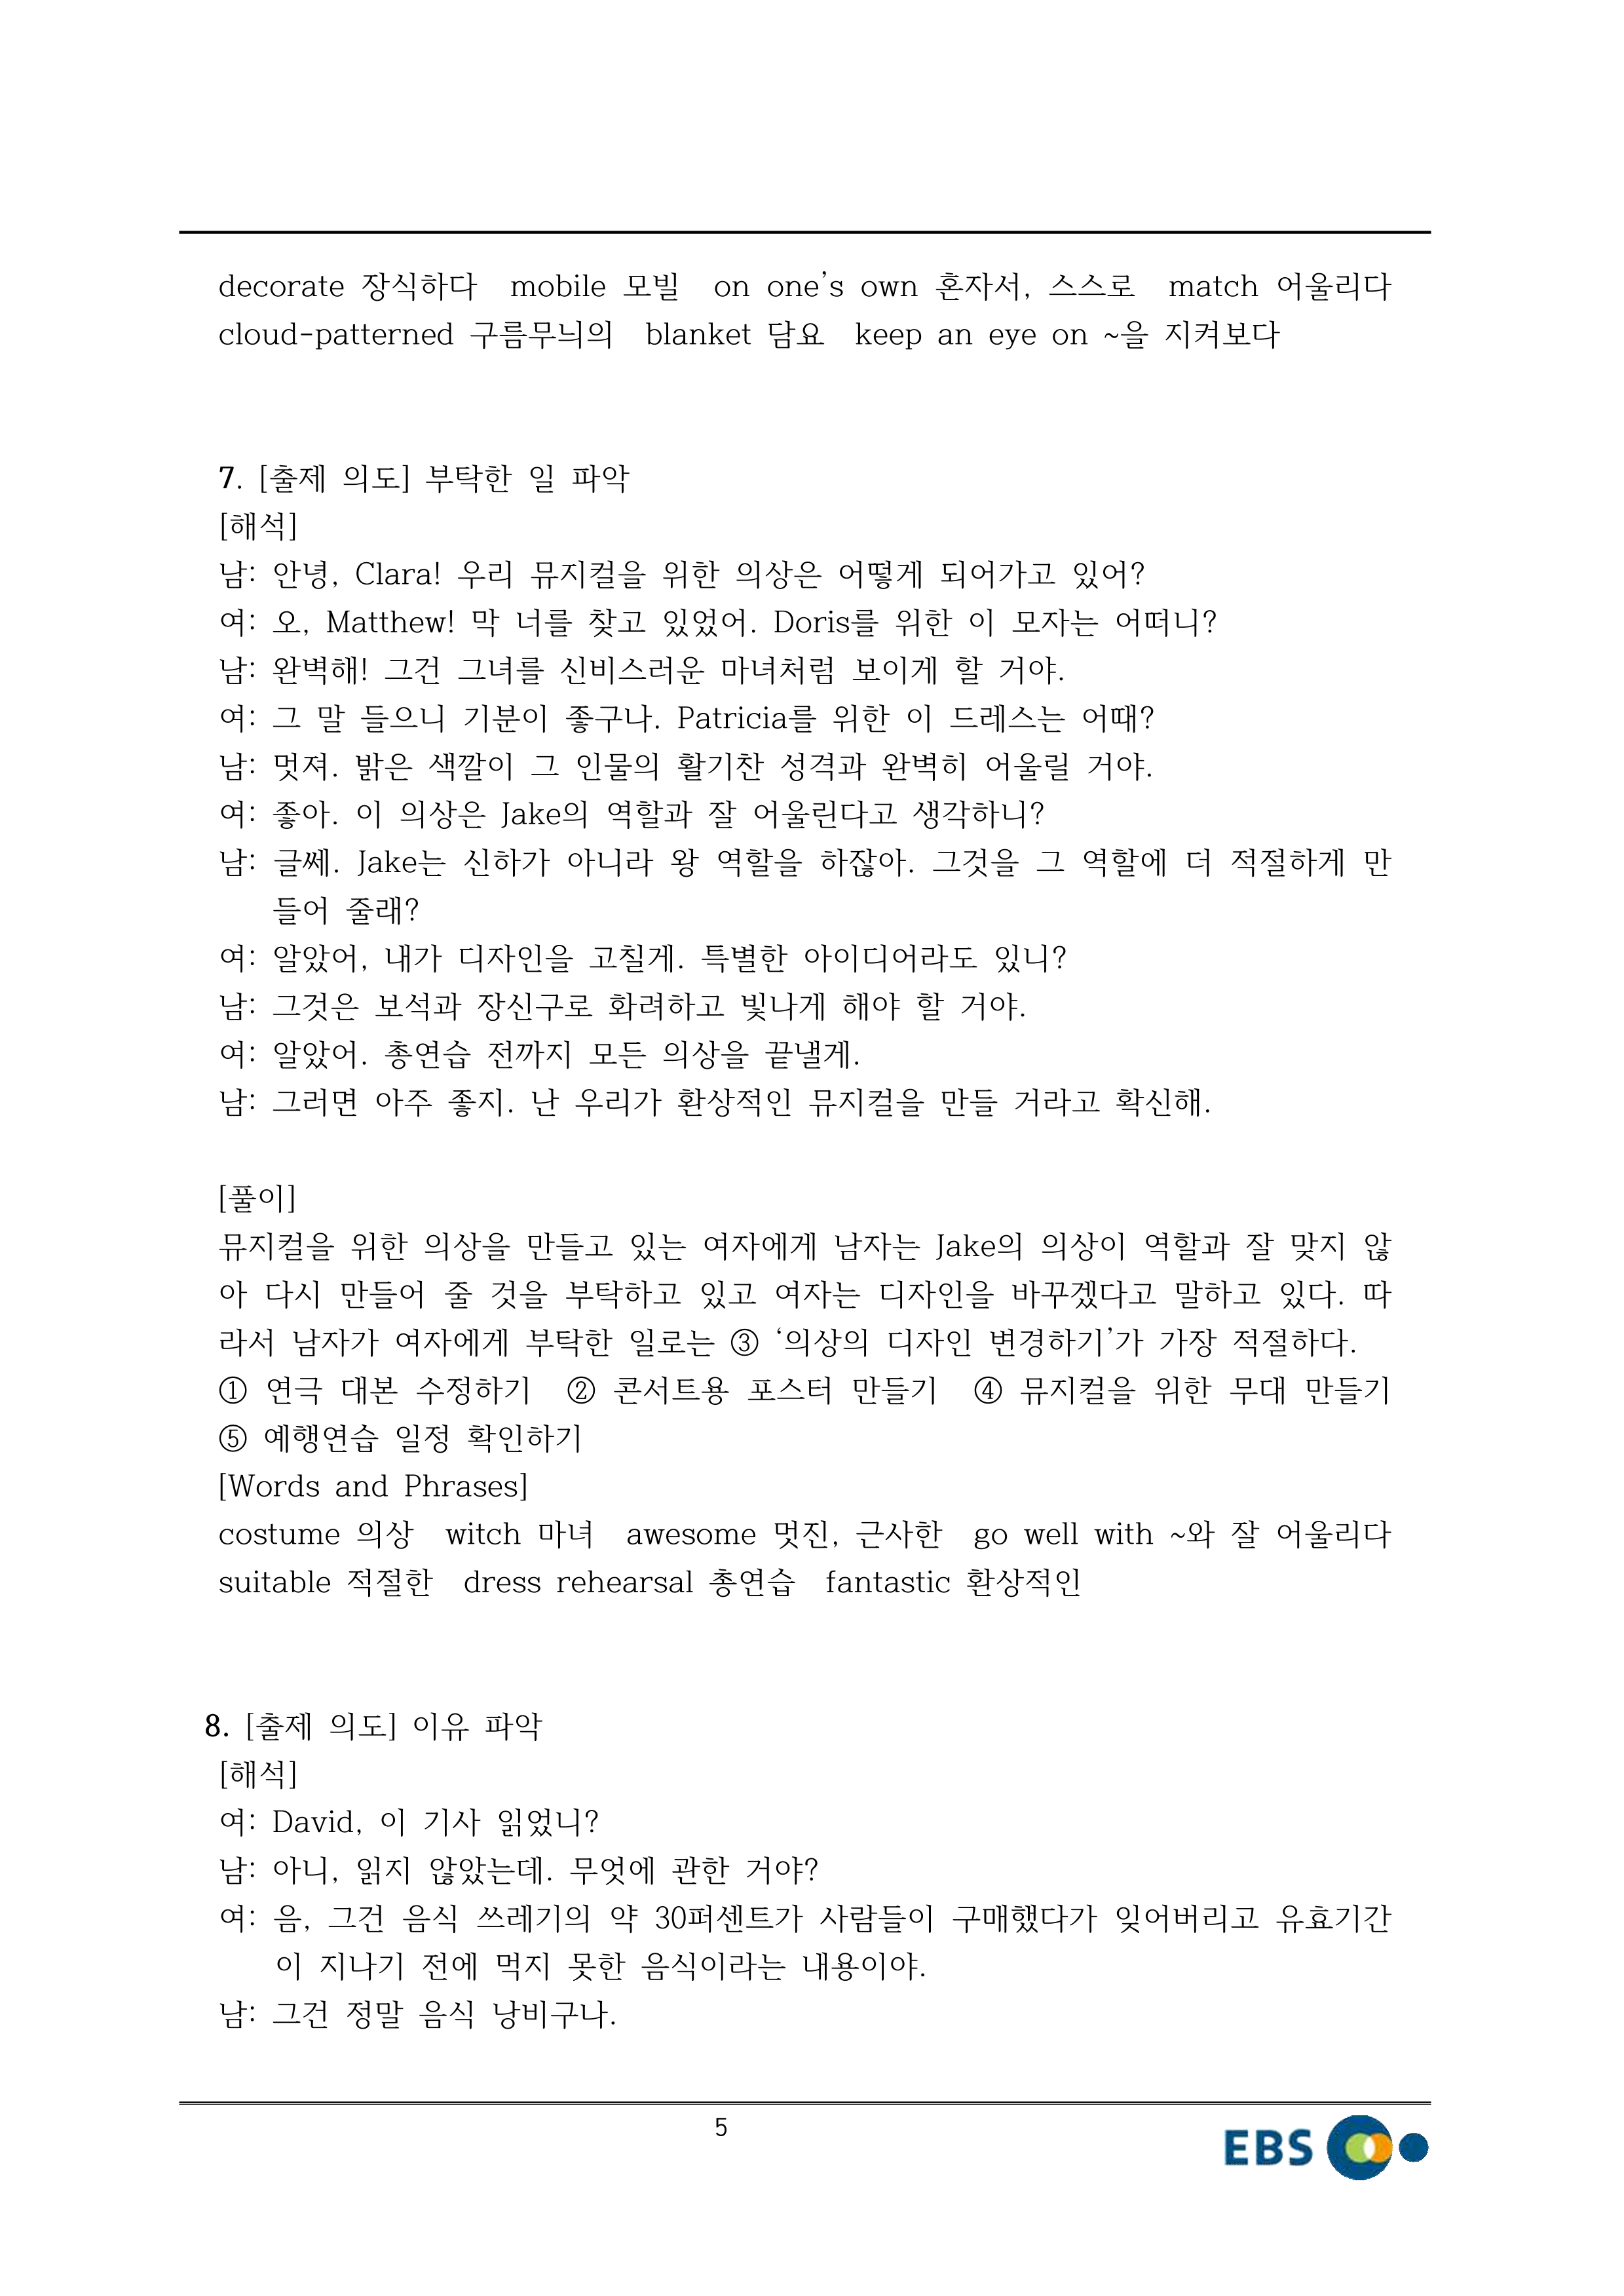 decorate 장식하다  mobile 모빌  on one's own 혼자서, 스스로  match 어울리다
cloud-patterned 구름무늬의  blanket 담요  keep an eye on ~을 지켜보다
7. [출제 의도] 부탁한 일 파악
[해석]
남: 안녕, Clara! 우리 뮤지컬을 위한 의상은 어떻게 되어가고 있어?
여: 오, Matthew! 막 너를 찾고 있었어. Doris를 위한 이 모자는 어떠니?
남: 완벽해! 그건 그녀를 신비스러운 마녀처럼 보이게 할 거야.
여: 그 말 들으니 기분이 좋구나. Patricia를 위한 이 드레스는 어때?
남: 멋져. 밝은 색깔이 그 인물의 활기찬 성격과 완벽히 어울릴 거야.
여: 좋아. 이 의상은 Jake의 역할과 잘 어울린다고 생각하니?
남: 글쎄. Jake는 신하가 아니라 왕 역할을 하잖아. 그것을 그 역할에 더 적절하게 만
들어 줄래?
여: 알았어, 내가 디자인을 고칠게. 특별한 아이디어라도 있니?
남: 그것은 보석과 장신구로 화려하고 빛나게 해야 할 거야.
여: 알았어. 총연습 전까지 모든 의상을 끝낼게.
남: 그러면 아주 좋지. 난 우리가 환상적인 뮤지컬을 만들 거라고 확신해.
[풀이]
뮤지컬을 위한 의상을 만들고 있는 여자에게 남자는 Jake의 의상이 역할과 잘 맞지 않
아 다시 만들어 줄 것을 부탁하고 있고 여자는 디자인을 바꾸겠다고 말하고 있다. 따
라서 남자가 여자에게 부탁한 일로는 ③ ‘의상의 디자인 변경하기’가 가장 적절하다.
① 연극 대본 수정하기  ② 콘서트용 포스터 만들기  ④ 뮤지컬을 위한 무대 만들기
⑤ 예행연습 일정 확인하기
[Words and Phrases]
costume 의상  witch 마녀  awesome 멋진, 근사한  go well with ~와 잘 어울리다
suitable 적절한  dress rehearsal 총연습  fantastic 환상적인
8. [출제 의도] 이유 파악
[해석]
여: David, 이 기사 읽었니?
남: 아니, 읽지 않았는데. 무엇에 관한 거야?
여: 음, 그건 음식 쓰레기의 약 30퍼센트가 사람들이 구매했다가 잊어버리고 유효기간
이 지나기 전에 먹지 못한 음식이라는 내용이야.
남: 그건 정말 음식 낭비구나.
5
EBS